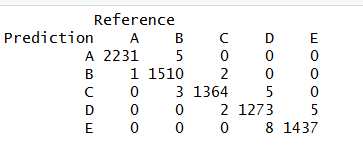 Reference
Prediction A B C D E
A 2231 5 0 0 0
B 1 1510 2 0 0
C 0 3 1364 5 0
D 0 0 2 1273 5
E 0 0 0 8 1437